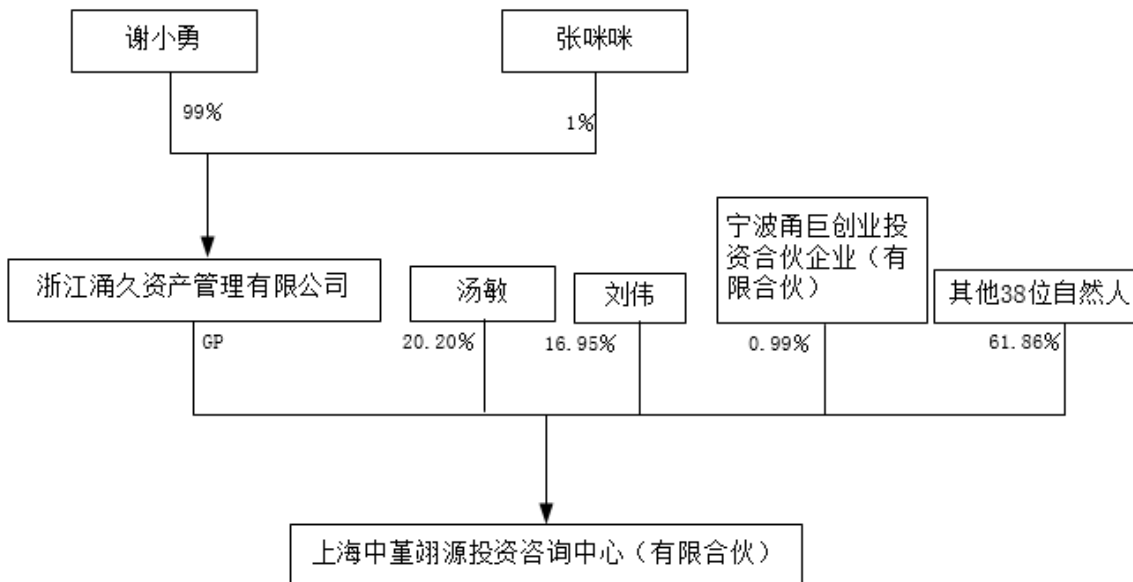 谢小勇
张咪咪
99%
1%
浙江涌久资产管理有限公司
汤敏
刘伟
宁波甬巨创业投
资合伙企业（有
限合伙）
其他38位自然人
GP
20.20%
16.95%
0.99%
61.86%
上海中堇翊源投资咨询中心（有限合伙）